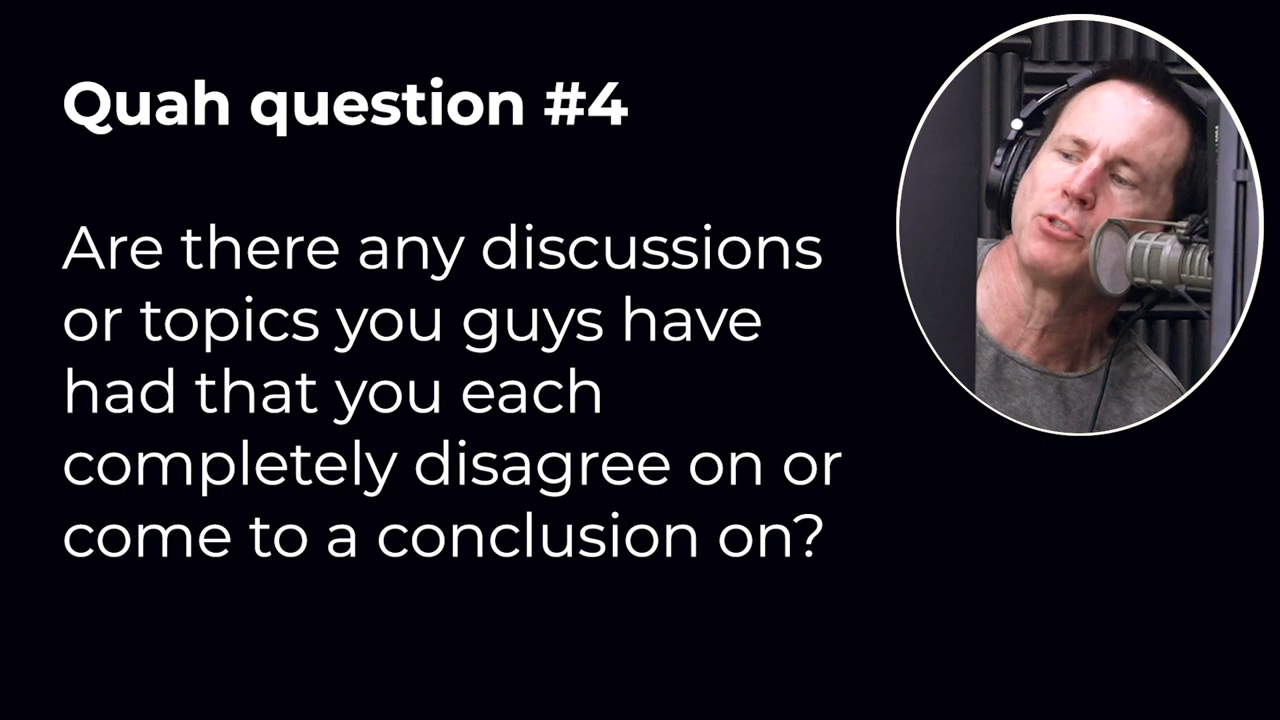 Quah question #4
Are there any discussions
or topics you guys have
had that you each
completely disagree on or
come to a conclusion on?